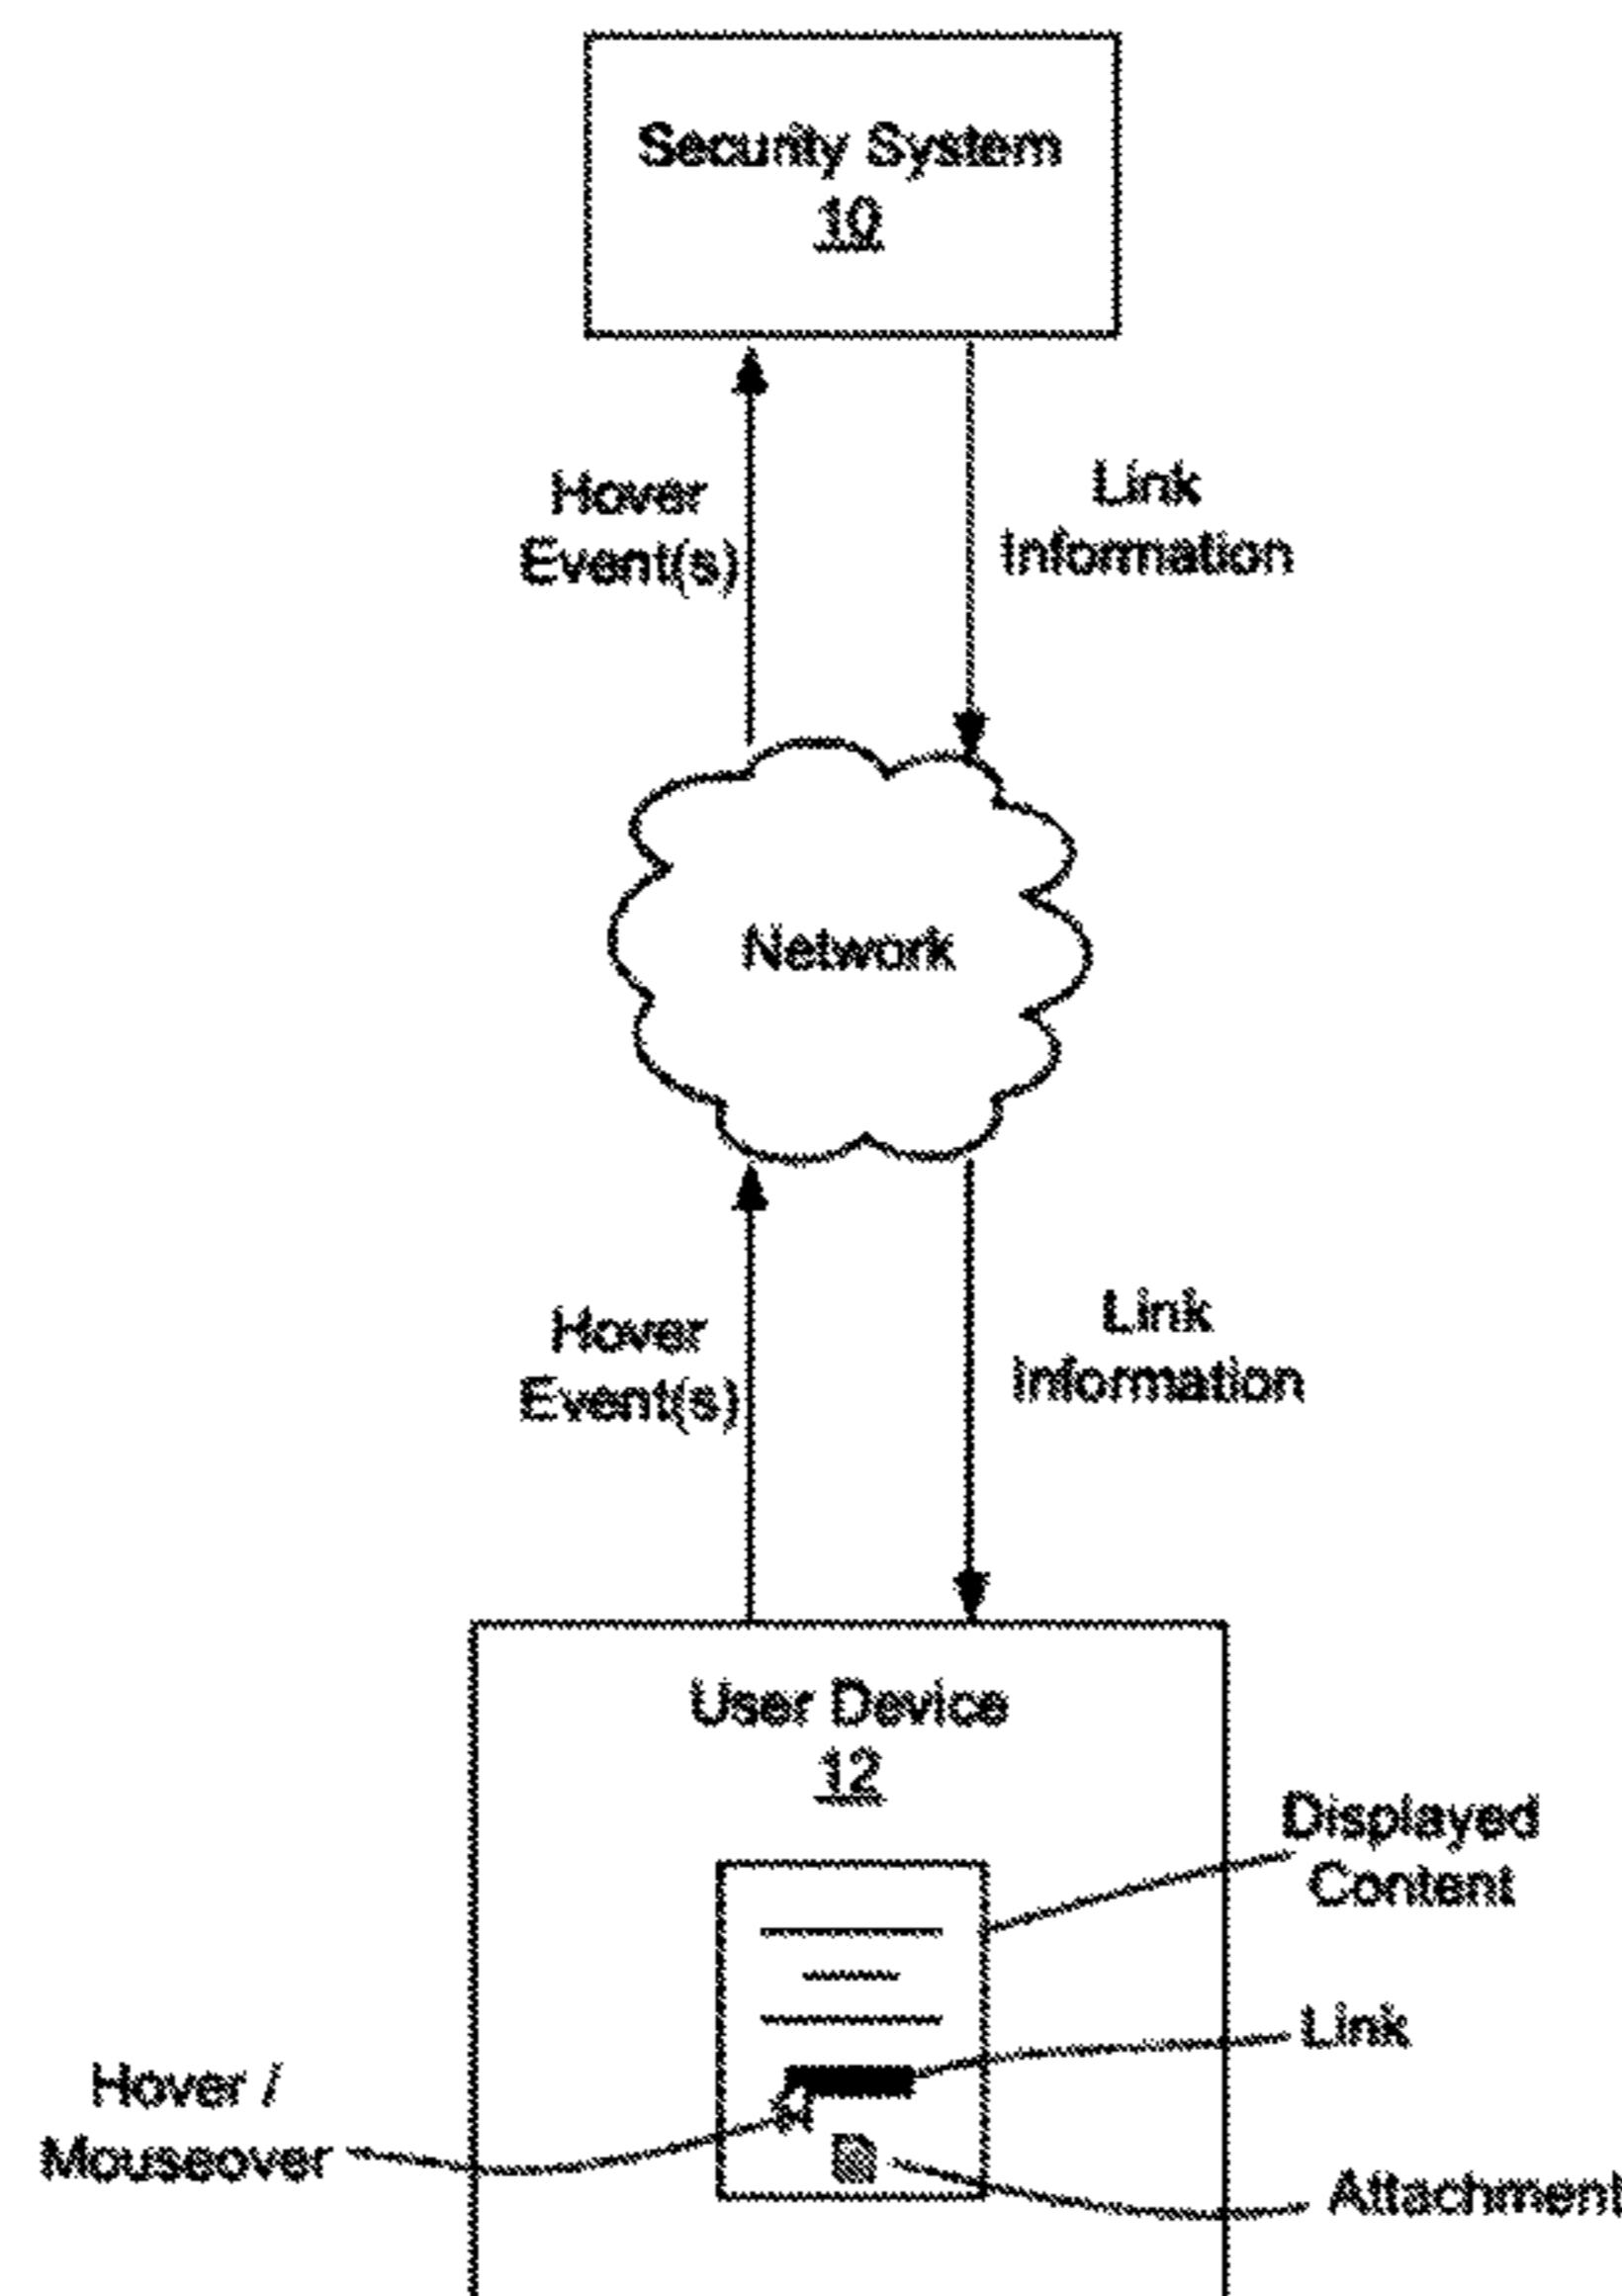 Security System
10
Hover
Event(s)
Link
Information
Network
Hover
Event(s)
Link
Information
User Device
12
Displayed
Content
Link
Hover /
Mouseover
Attachment